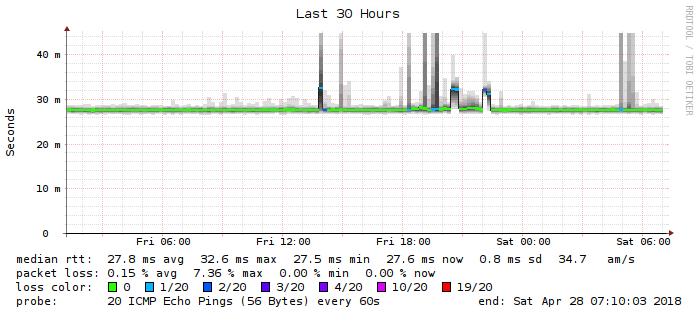 Last 30 Hours
RRDTOOL / TOBI OETIKER
Seconds
40 m
30 m
20 m
10 m
0
Fri 06:00 Fri 12:00 Fri 18:00 Sat 00:00 Sat 06:00
median rtt: 27.8 ms avg 32.6 ms max 27.5 ms min 27.6 ms now 0.8 ms sd 34.7 am/s
packet loss: 0.15 % avg 7.36 % max 0.00 % min 0.00 % now
loss color: 0 1/20 2/20 3/20 4/20 10/20 19/20
probe: 20 ICMP Echo Pings (56 Bytes) every 60s end: Sat Apr 28 07:10:03 2018